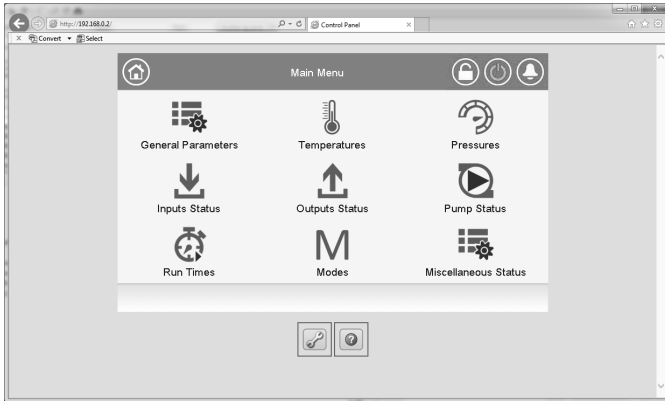 http://192.168.0.2/
Control Panel
Convert
Select
Main Menu
General Parameters
Temperatures
Pressures
Inputs Status
Outputs Status
Pump Status
Run Times
M
Modes
Miscellaneous Status